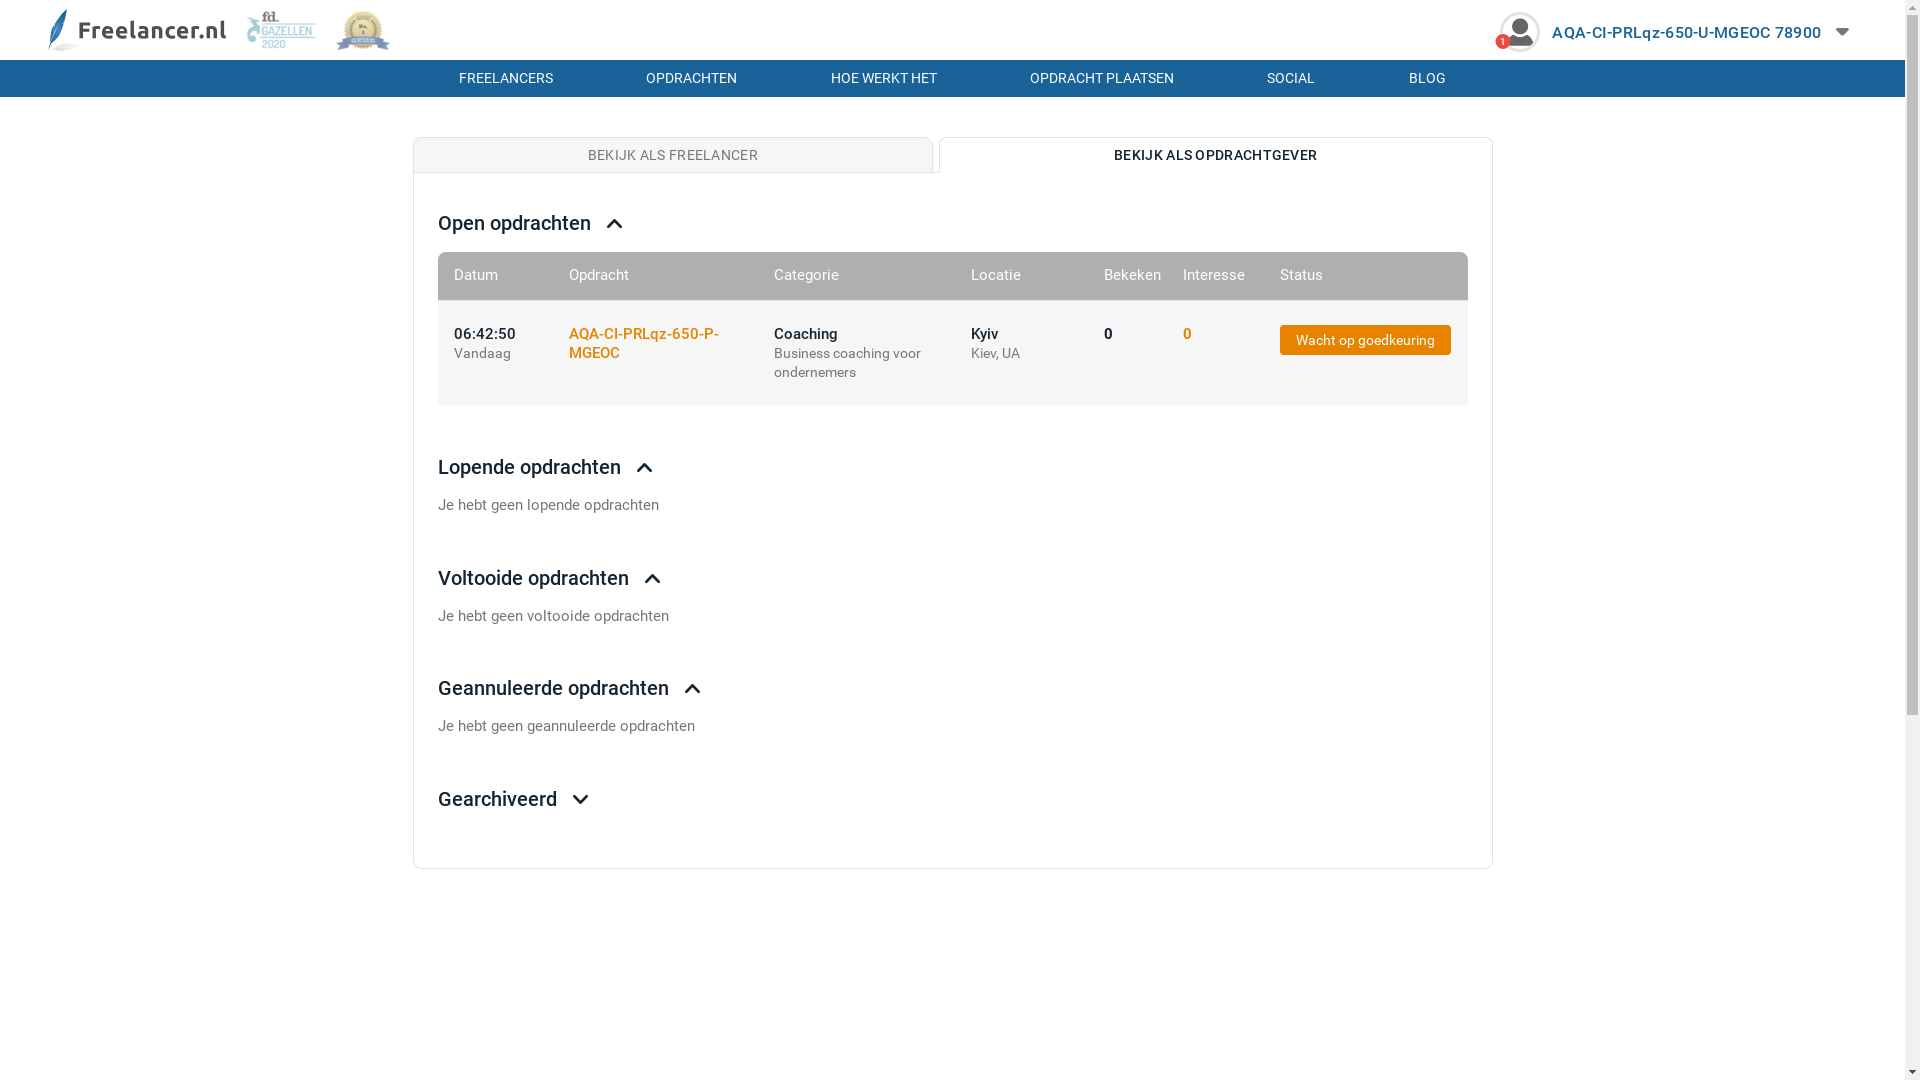 Freelancer.nl
fd.
GAZELLEN
2020
No.
1
1
AQA-CI-PRLqz-650-U-MGEOC 78900
FREELANCERS
OPDRACHTEN
HOE WERKT HET
OPDRACHT PLAATSEN
SOCIAL
BLOG
BEKIJK ALS FREELANCER
BEKIJK ALS OPDRACHTGEVER
Open opdrachten
Datum
Opdracht
Categorie
Locatie
Bekeken
Interesse
Status
06:42:50
Vandaag
AQA-CI-PRLqz-650-P-
MGEOC
Coaching
Business coaching voor
ondernemers
Kyiv
Kiev, UA
0
0
Wacht op goedkeuring
Lopende opdrachten
Je hebt geen lopende opdrachten
Voltooide opdrachten
Je hebt geen voltooide opdrachten
Geannuleerde opdrachten
Je hebt geen geannuleerde opdrachten
Gearchiveerd